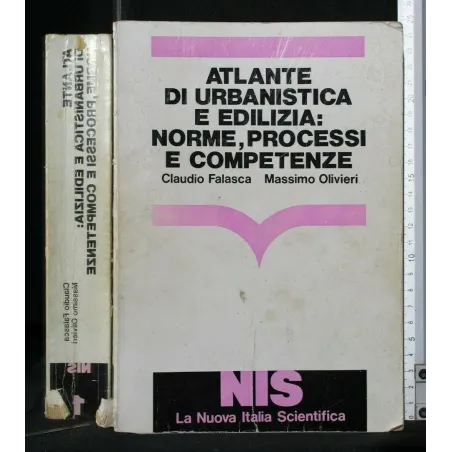 ATLANTE
DI URBANISTICA E EDILIZIA:
NORME, PROCESSI E COMPETENZE
Claudio Falasca
Massimo Olivieri
NIS
1
ATLANTE
DI URBANISTICA
E EDILIZIA:
NORME, PROCESSI
E COMPETENZE
Claudio Falasca Massimo Olivieri
NIS
La Nuova Italia Scientifica